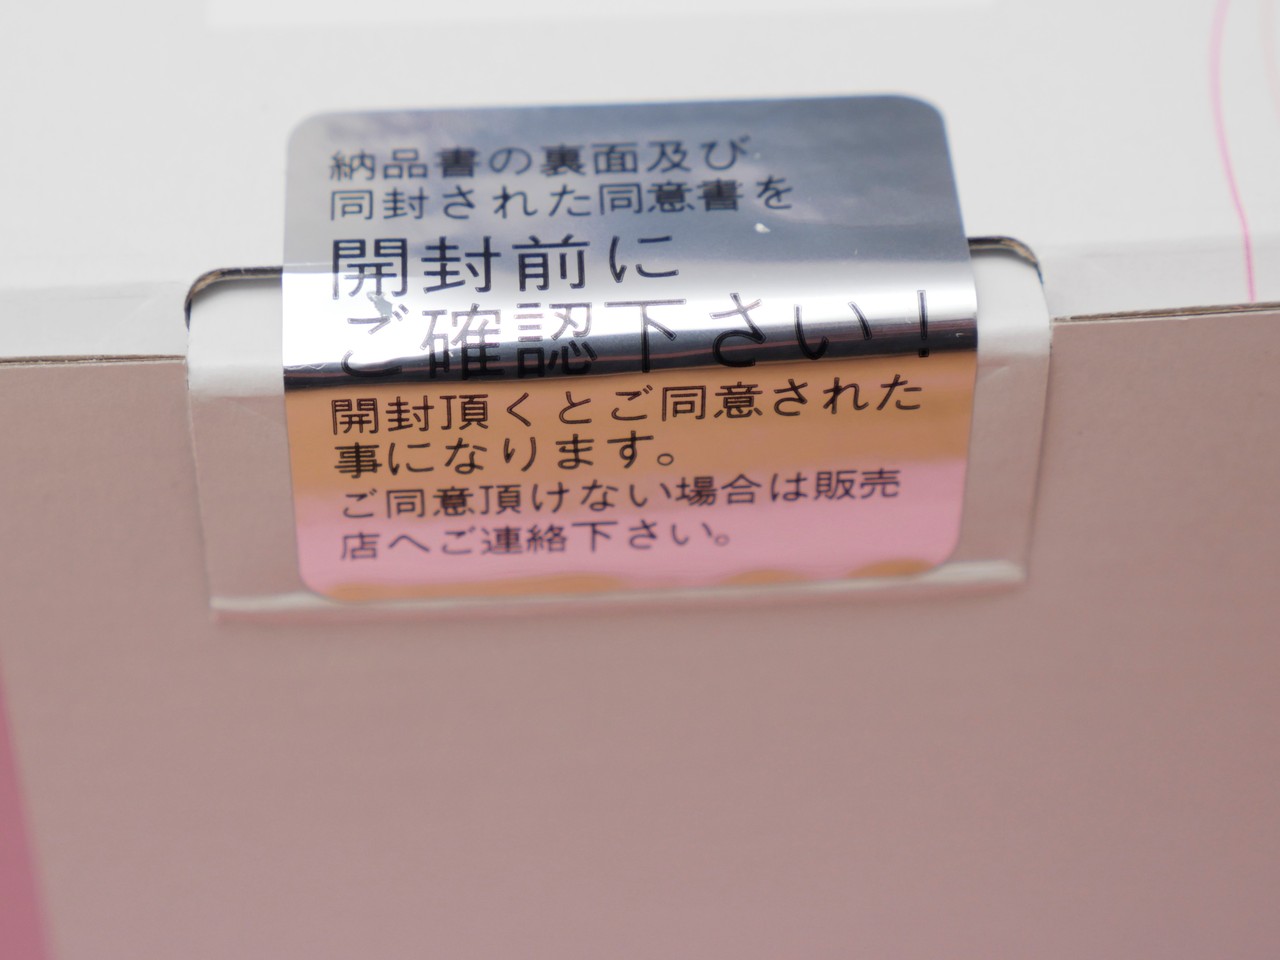 納品書の裏面及び
同封された同意書を
開封前に
ご確認下さい！
開封頂くとご同意された
事になります。
ご同意頂けない場合は販売
店へご連絡下さい。